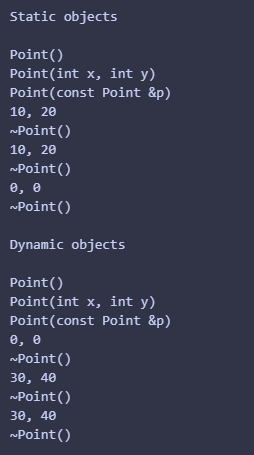 Static objects
Point()
Point(int x, int y)
Point(const Point &p)
10, 20
~Point()
10, 20
~Point()
0, 0
~Point()
Dynamic objects
Point()
Point(int x, int y)
Point(const Point &p)
0, 0
~Point()
30, 40
~Point()
30, 40
~Point()